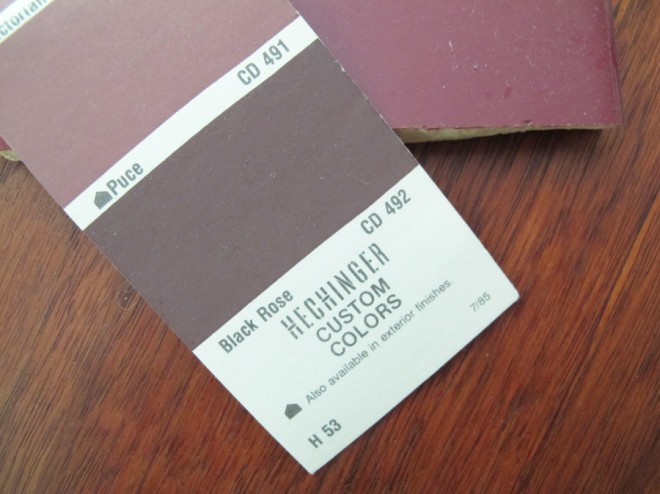 CD 491
Puce
CD 492
Black Rose
HECHINGER
CUSTOM
COLORS
Also available in exterior finishes.
7/85
H 53